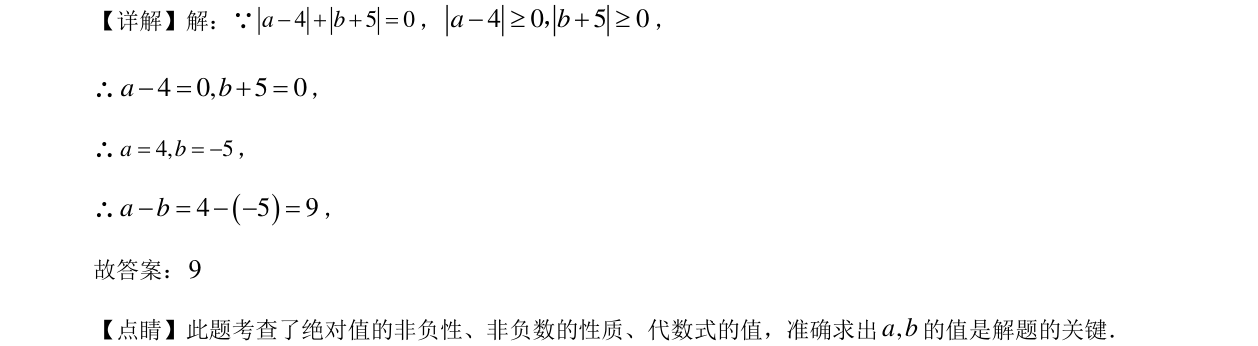 【详解】解：∵|a−4|+|b+5|=0，|a−4|≥0,|b+5|≥0，
∴a−4=0,b+5=0，
∴a=4,b=−5，
∴a−b=4−(−5)=9，
故答案：9
【点睛】此题考查了绝对值的非负性、非负数的性质、代数式的值，准确求出a,b的值是解题的关键．